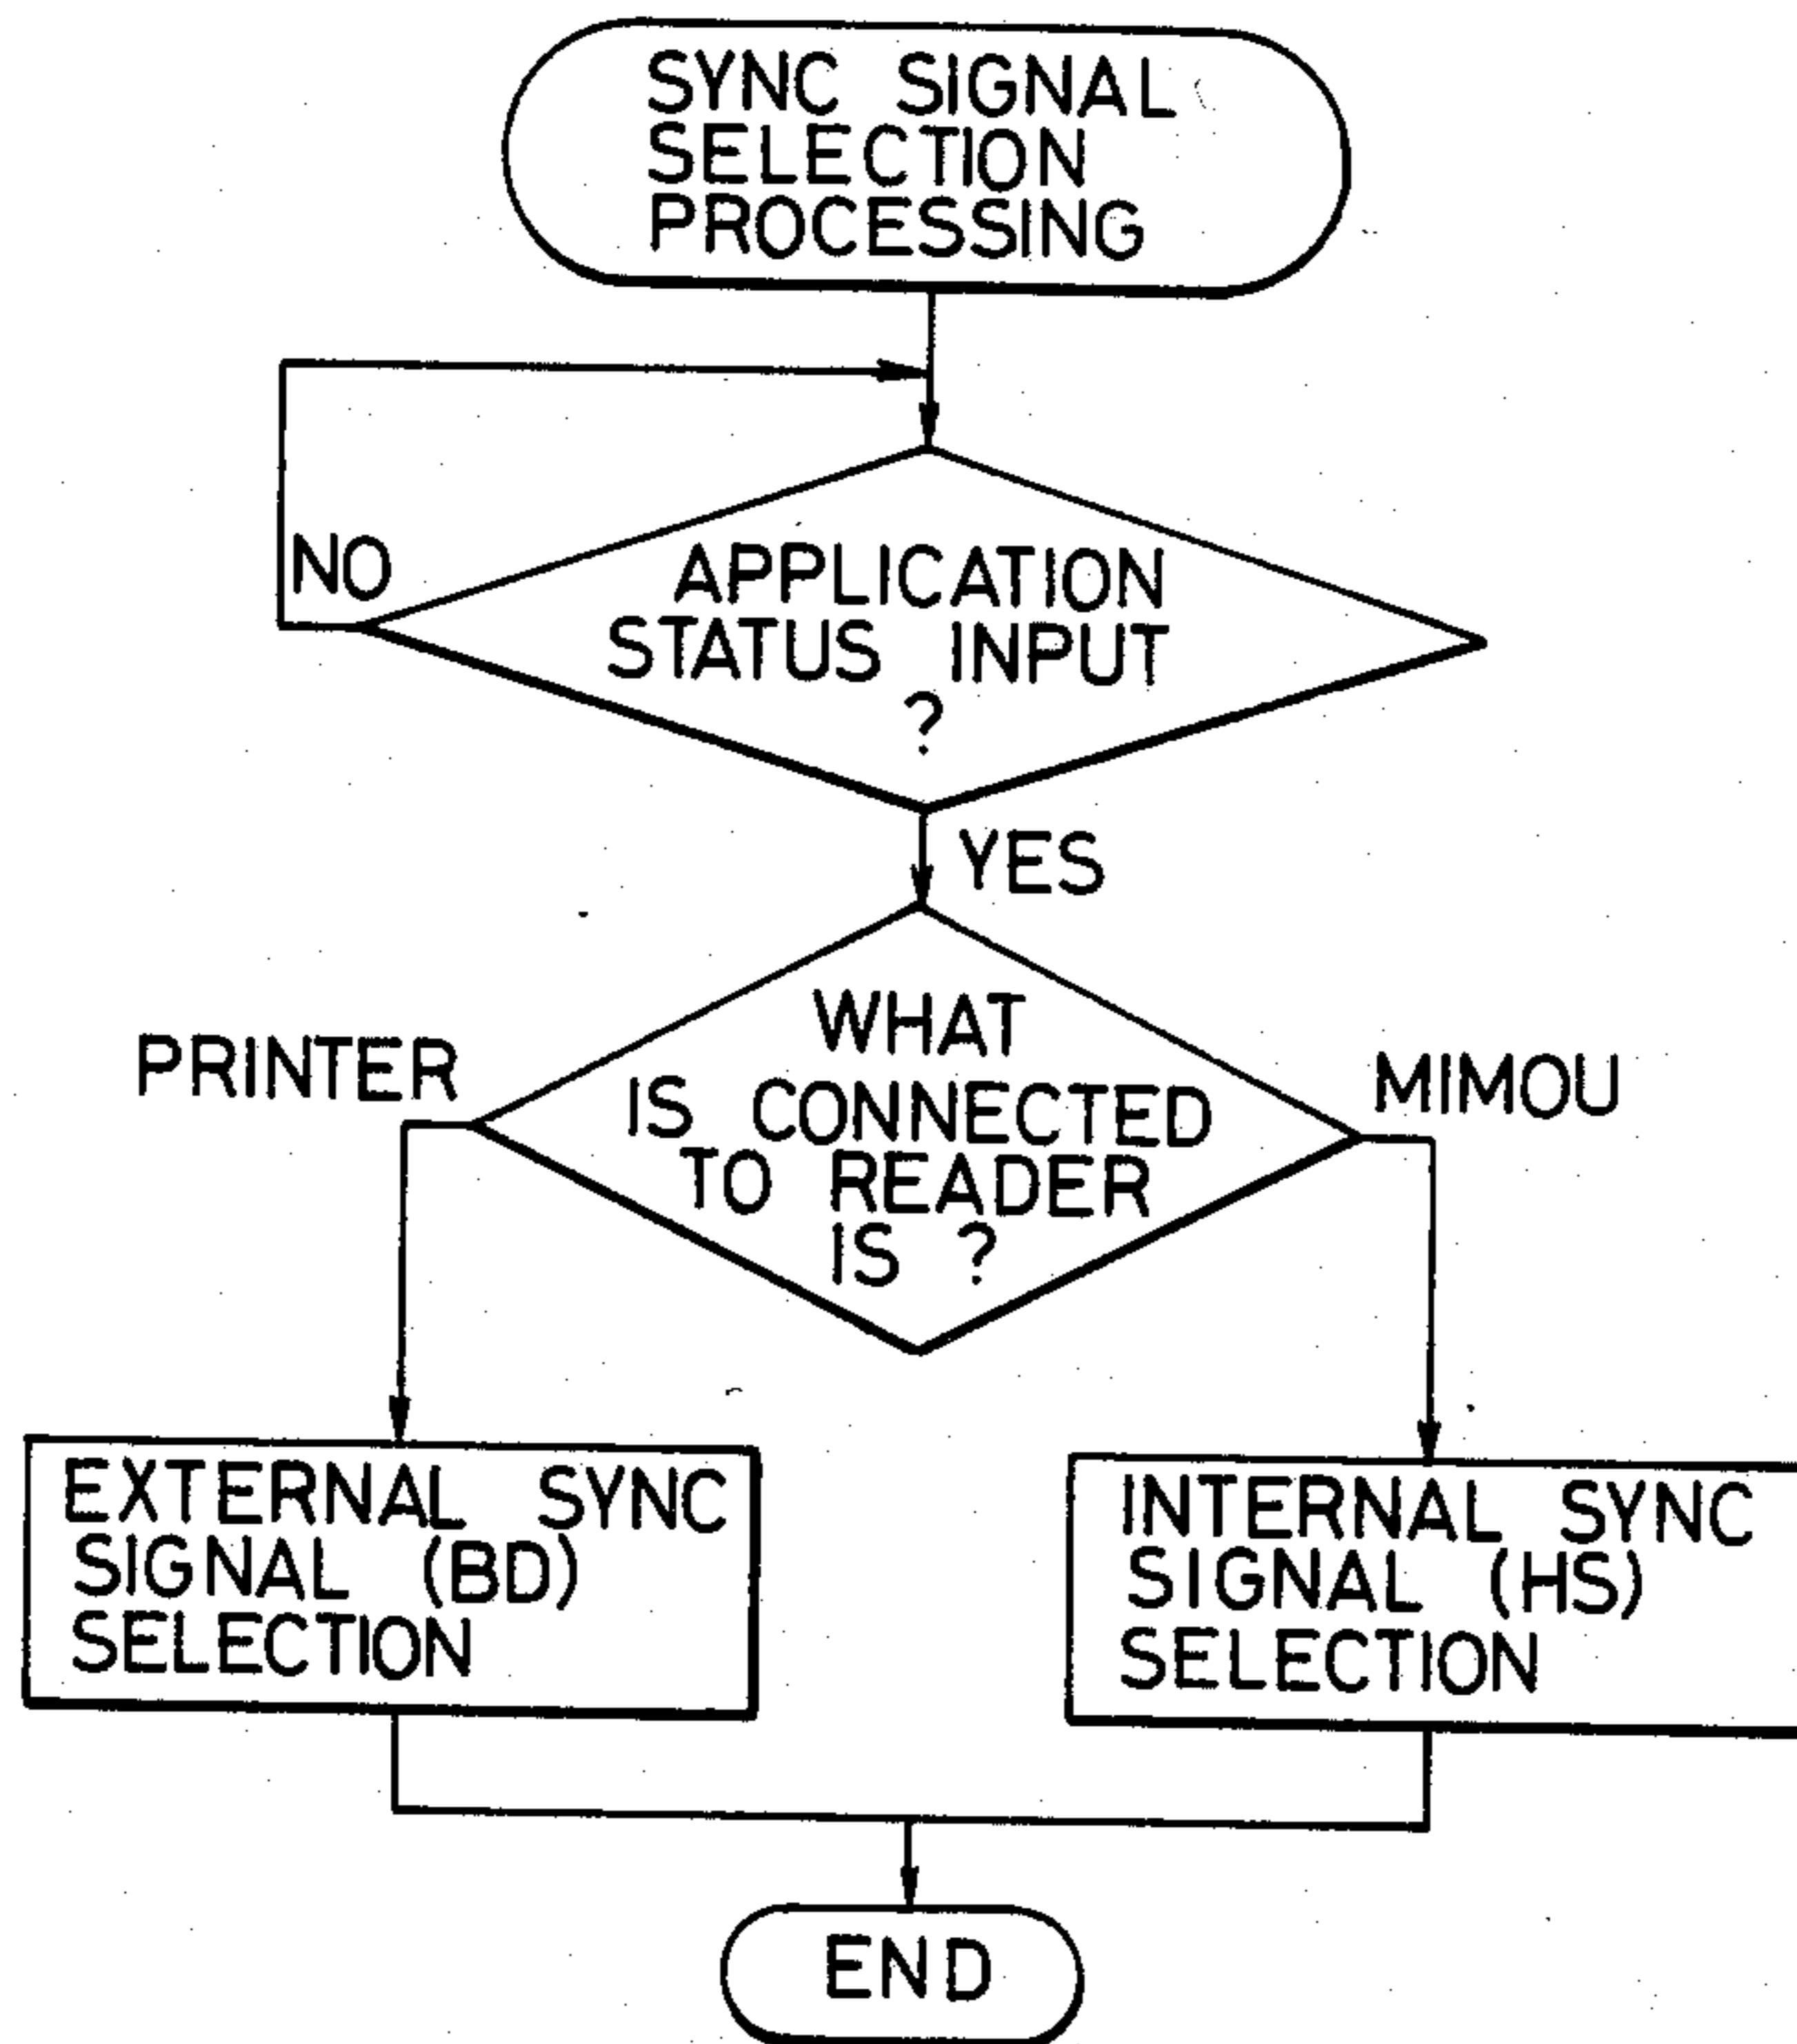 SYNC SIGNAL
SELECTION
PROCESSING
NO
APPLICATION
STATUS INPUT
?
YES
WHAT
IS CONNECTED
TO READER
IS ?
PRINTER
MIMOU
EXTERNAL SYNC
SIGNAL (BD)
SELECTION
INTERNAL SYNC
SIGNAL (HS)
SELECTION
END